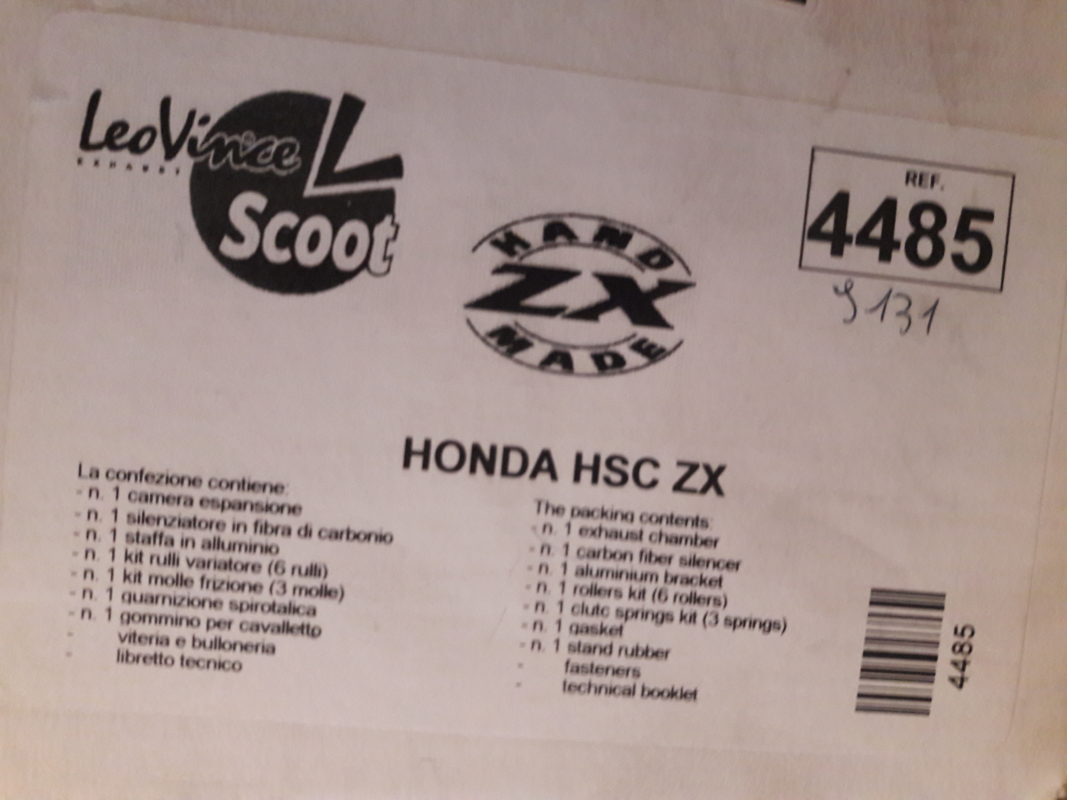 LeoVince
EXHAUST
Scoot
HAND
ZX
MADE
REF.
4485
9131
HONDA HSC ZX
La confezione contiene:
- n. 1 camera espansione
- n. 1 silenziatore in fibra di carbonio
- n. 1 staffa in alluminio
- n. 1 kit rulli variatore (6 rulli)
- n. 1 kit molle frizione (3 molle)
- n. 1 guarnizione spirotalica
- n. 1 gommino per cavalletto
- viteria e bulloneria
- libretto tecnico
The packing contents:
- n. 1 exhaust chamber
- n. 1 carbon fiber silencer
- n. 1 aluminium bracket
- n. 1 rollers kit (6 rollers)
- n. 1 clutc springs kit (3 springs)
- n. 1 gasket
- n. 1 stand rubber
- fasteners
- technical booklet
4485